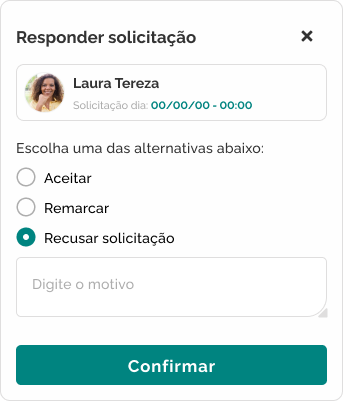 Responder solicitação
Laura Tereza
Solicitação dia: 00/00/00 - 00:00
Escolha uma das alternativas abaixo:
Aceitar
Remarcar
Recusar solicitação
Digite o motivo
Confirmar